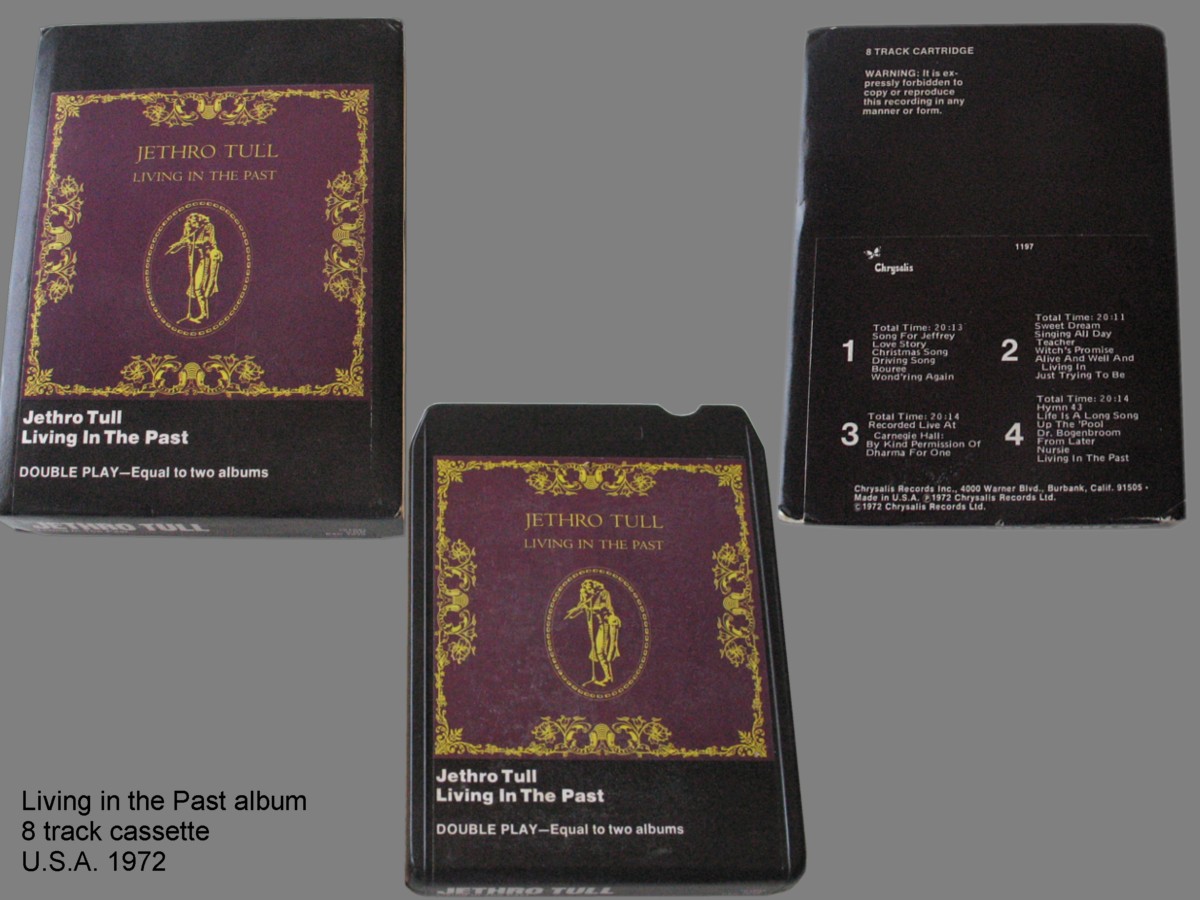 JETHRO TULL
LIVING IN THE PAST
Jethro Tull
Living In The Past
DOUBLE PLAY—Equal to two albums
JETHRO TULL
8 TRACK CARTRIDGE
WARNING: It is ex-
pressly forbidden to
copy or reproduce
this recording in any
manner or form.
Chrysalis
1197
1
Total Time: 20:13
Song For Jeffrey
Love Story
Christmas Song
Driving Song
Bouree
Wond'ring Again
2
Total Time: 20:11
Sweet Dream
Singing All Day
Teacher
Witch's Promise
Alive And Well And
Living In
Just Trying To Be
3
Total Time: 20:14
Recorded Live At
Carnegie Hall:
By Kind Permission Of
Dharma For One
4
Total Time: 20:14
Hymn 43
Life Is A Long Song
Up The 'Pool
Dr. Bogenbroom
From Later
Nursie
Living In The Past
Chrysalis Records Inc., 4000 Warner Blvd., Burbank, Calif. 91505 •
Made in U.S.A. ℗1972 Chrysalis Records Ltd.
©1972 Chrysalis Records Ltd.
JETHRO TULL
LIVING IN THE PAST
Jethro Tull
Living In The Past
DOUBLE PLAY—Equal to two albums
JETHRO TULL
Living in the Past album
8 track cassette
U.S.A. 1972